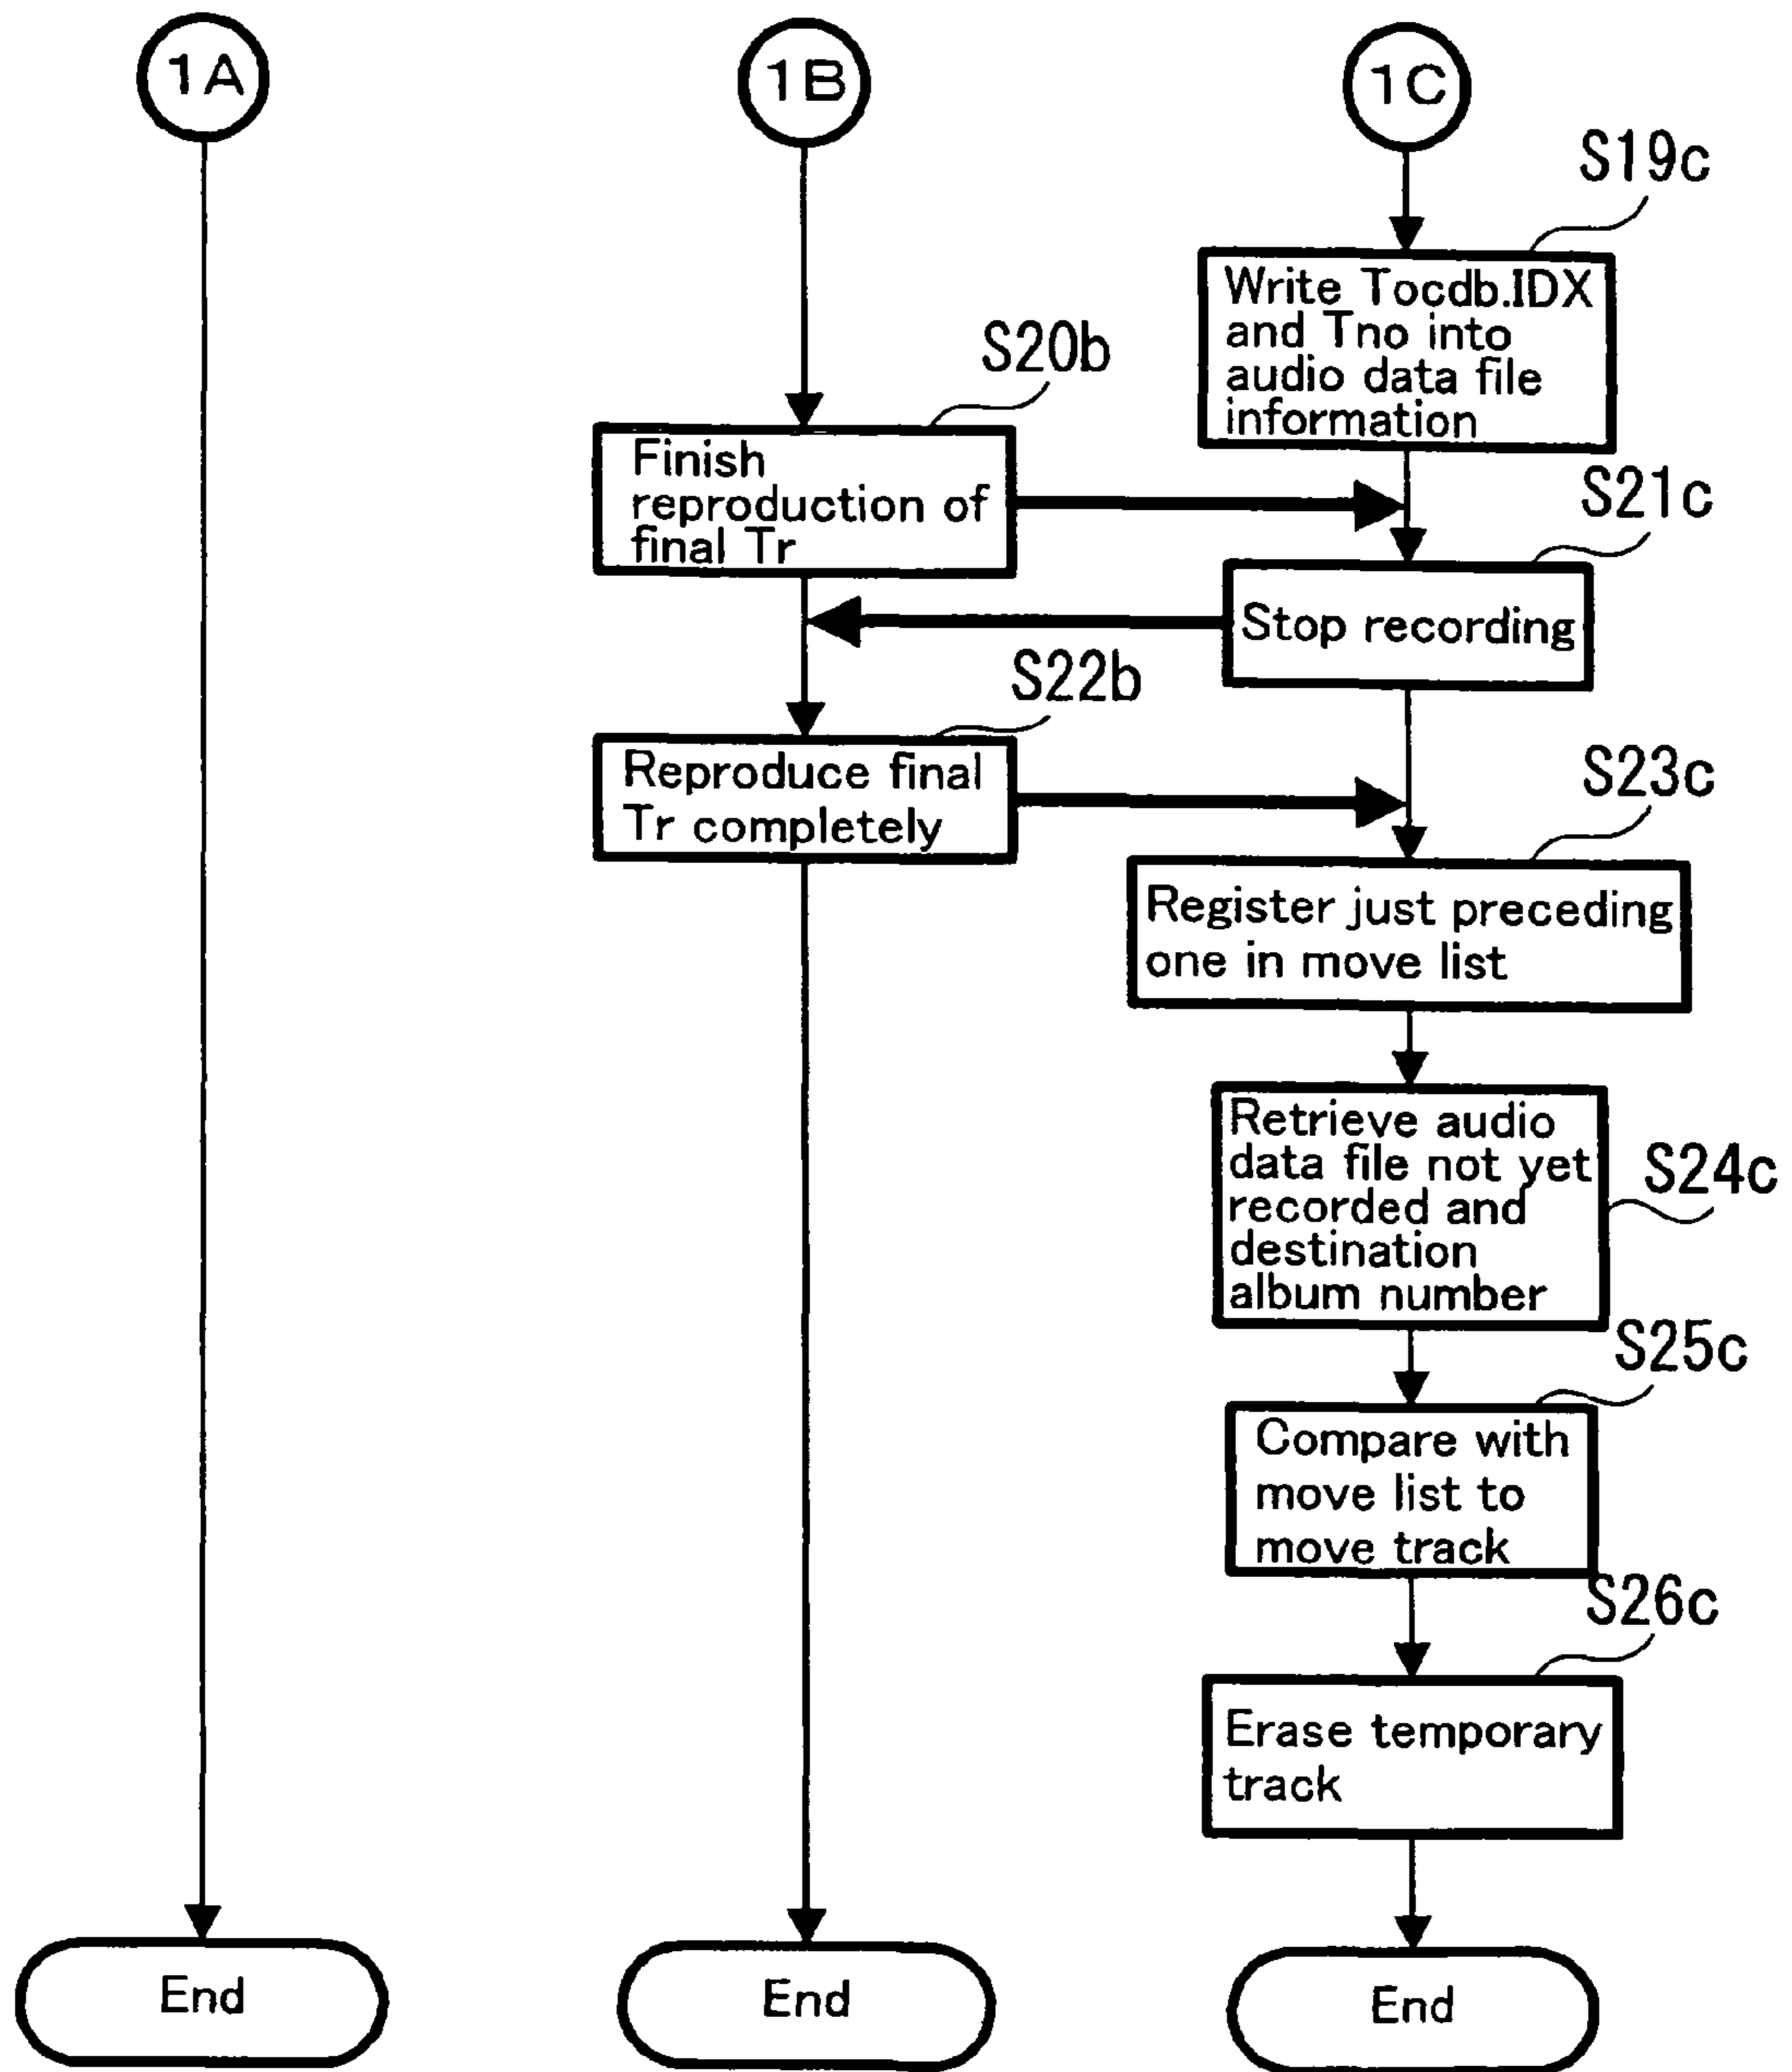 1A
1B
1C
S19c
Write Tocdb.IDX
and Tno into
audio data file
information
S20b
Finish
reproduction of
final Tr
S21c
Stop recording
S22b
Reproduce final
Tr completely
S23c
Register just preceding
one in move list
Retrieve audio
data file not yet
recorded and
destination
album number
S24c
S25c
Compare with
move list to
move track
S26c
Erase temporary
track
End
End
End